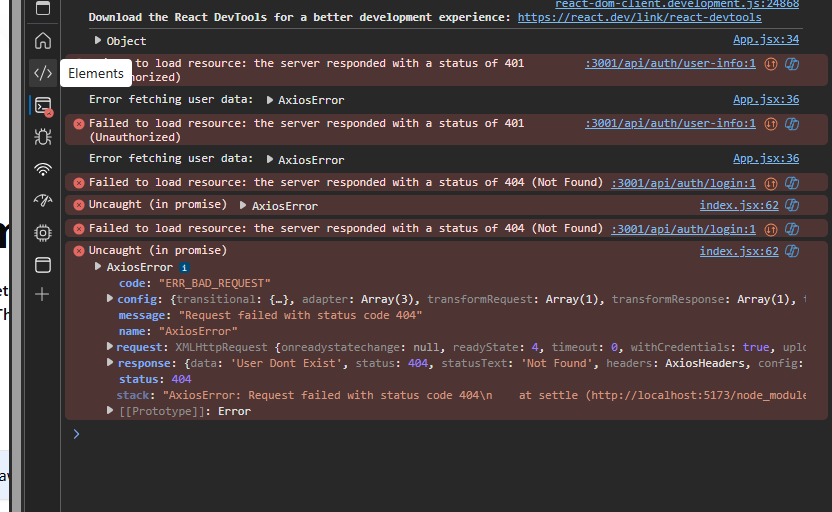 react-dom-client.development.js:24868
Download the React DevTools for a better development experience: https://react.dev/link/react-devtools
Object App.jsx:34
to load resource: the server responded with a status of 401 :3001/api/auth/user-info:1
Elements
Error fetching user data: AxiosError App.jsx:36
Failed to load resource: the server responded with a status of 401 :3001/api/auth/user-info:1
(Unauthorized)
Error fetching user data: AxiosError App.jsx:36
Failed to load resource: the server responded with a status of 404 (Not Found) :3001/api/auth/login:1
Uncaught (in promise) AxiosError index.jsx:62
Failed to load resource: the server responded with a status of 404 (Not Found) :3001/api/auth/login:1
Uncaught (in promise) index.jsx:62
AxiosError i
code: "ERR_BAD_REQUEST"
config: {transitional: {…}, adapter: Array(3), transformRequest: Array(1), transformResponse: Array(1),
message: "Request failed with status code 404"
name: "AxiosError"
request: XMLHttpRequest {onreadystatechange: null, readyState: 4, timeout: 0, withCredentials: true, uplo
response: {data: 'User Dont Exist', status: 404, statusText: 'Not Found', headers: AxiosHeaders, config:
status: 404
stack: "AxiosError: Request failed with status code 404\n at settle (http://localhost:5173/node_module
[[Prototype]]: Error